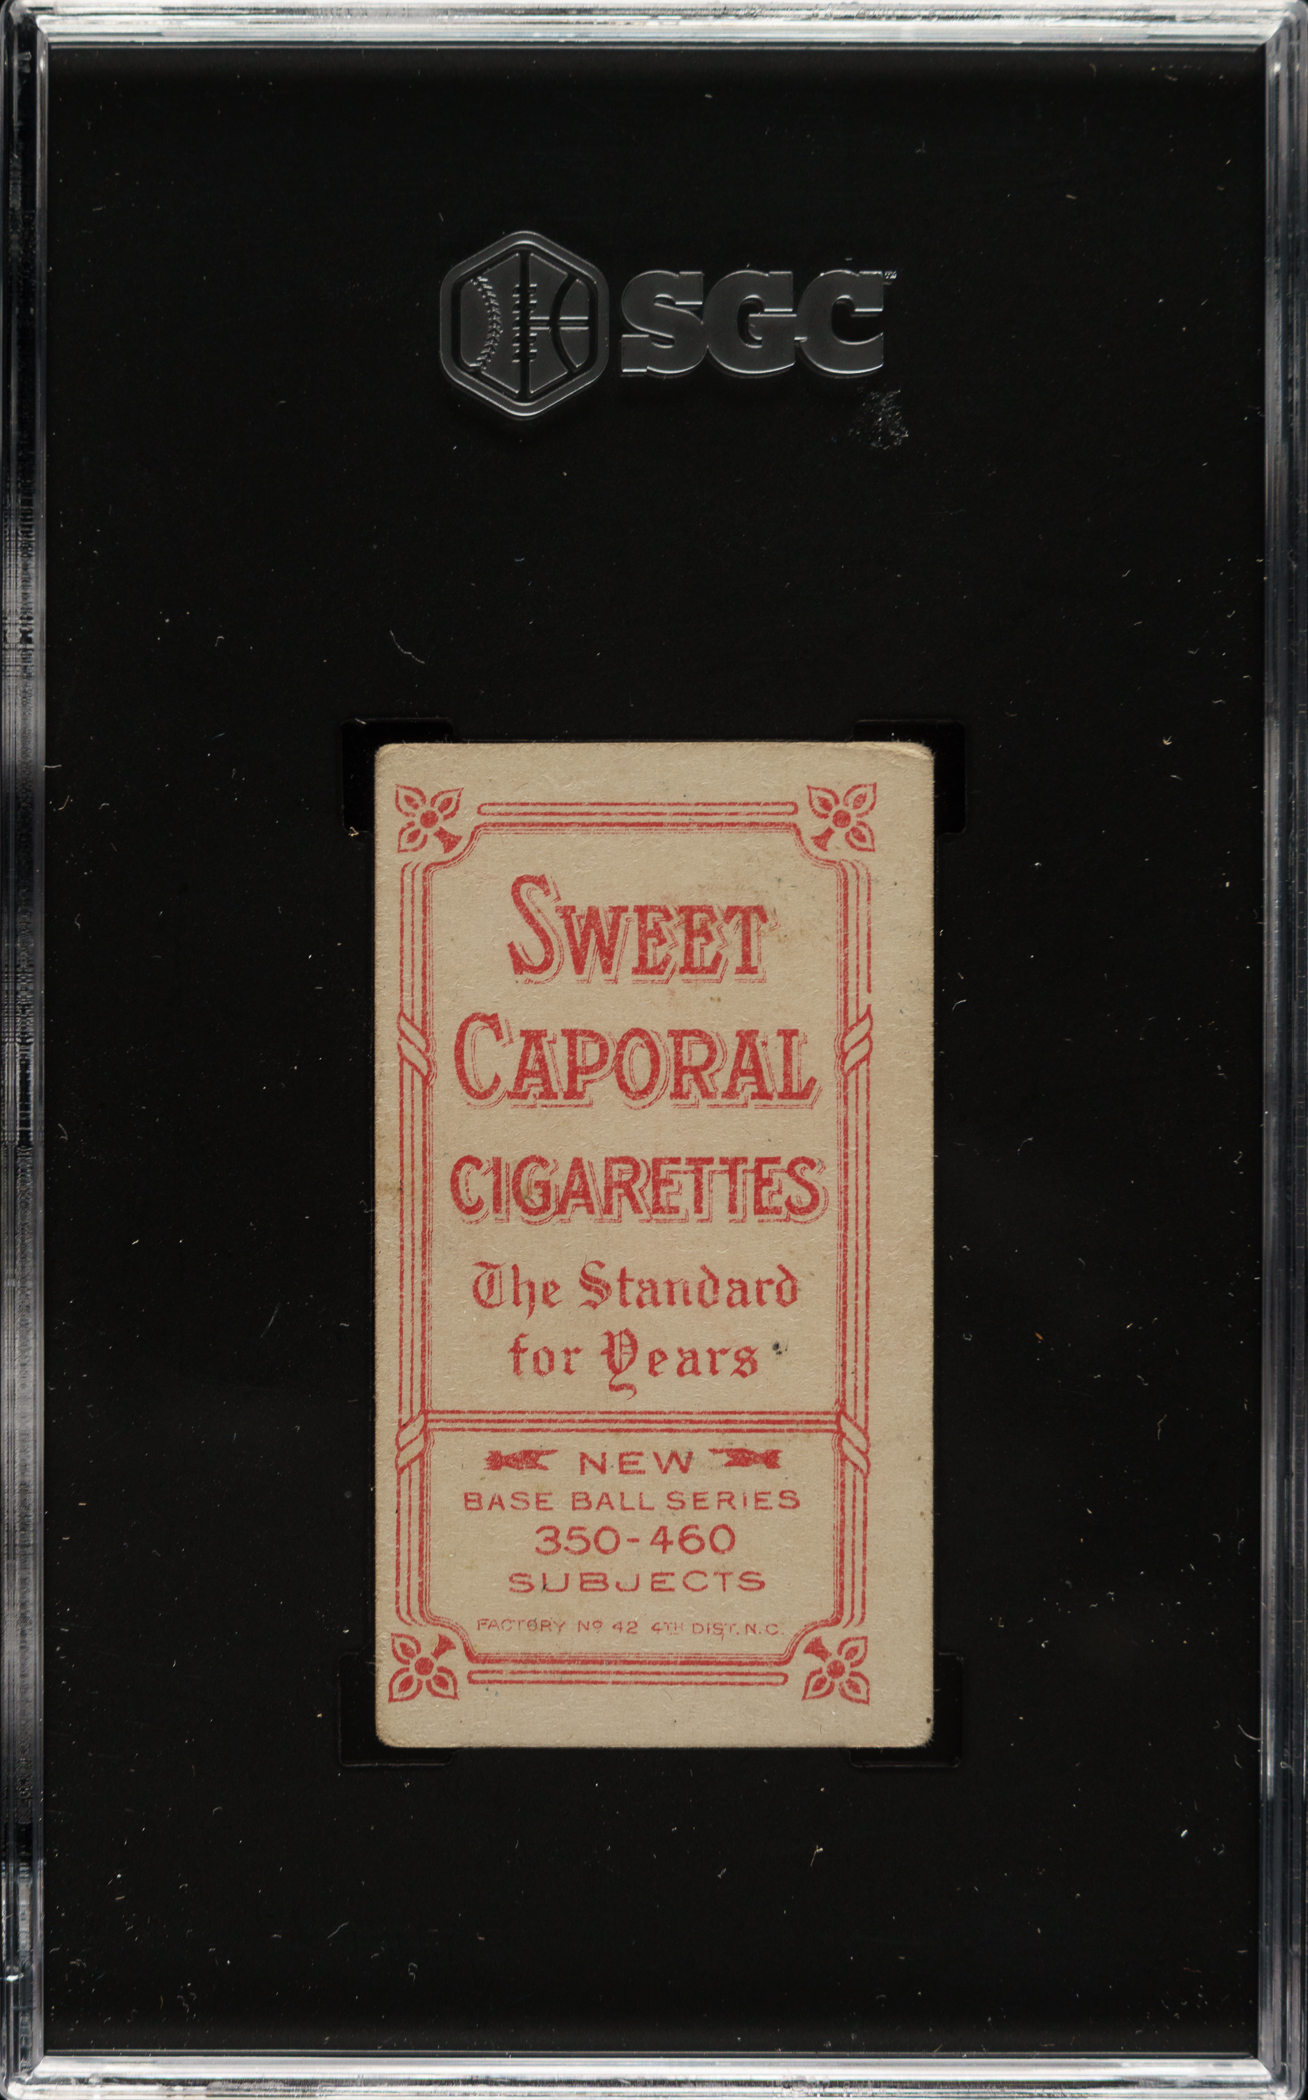 SGC™
SWEET
CAPORAL
CIGARETTES
The Standard
for Years
NEW
BASE BALL SERIES
350-460
SUBJECTS
FACTORY Nº 42 4TH DIST. N.C.